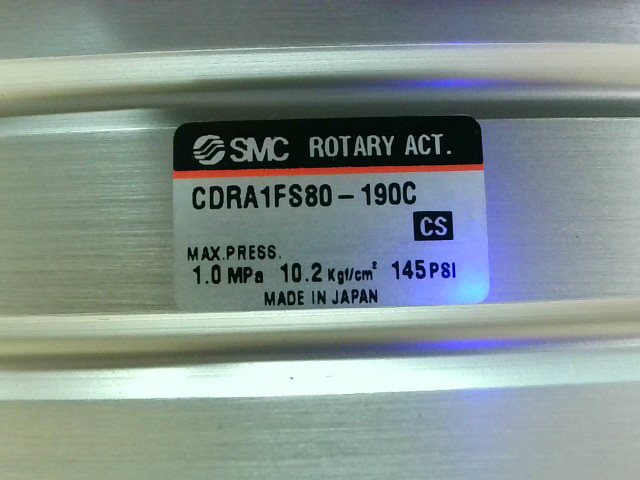 SMC ROTARY ACT.
CDRA1FS80-190C
CS
MAX.PRESS.
1.0 MPa 10.2 Kgf/cm² 145 PSI
MADE IN JAPAN